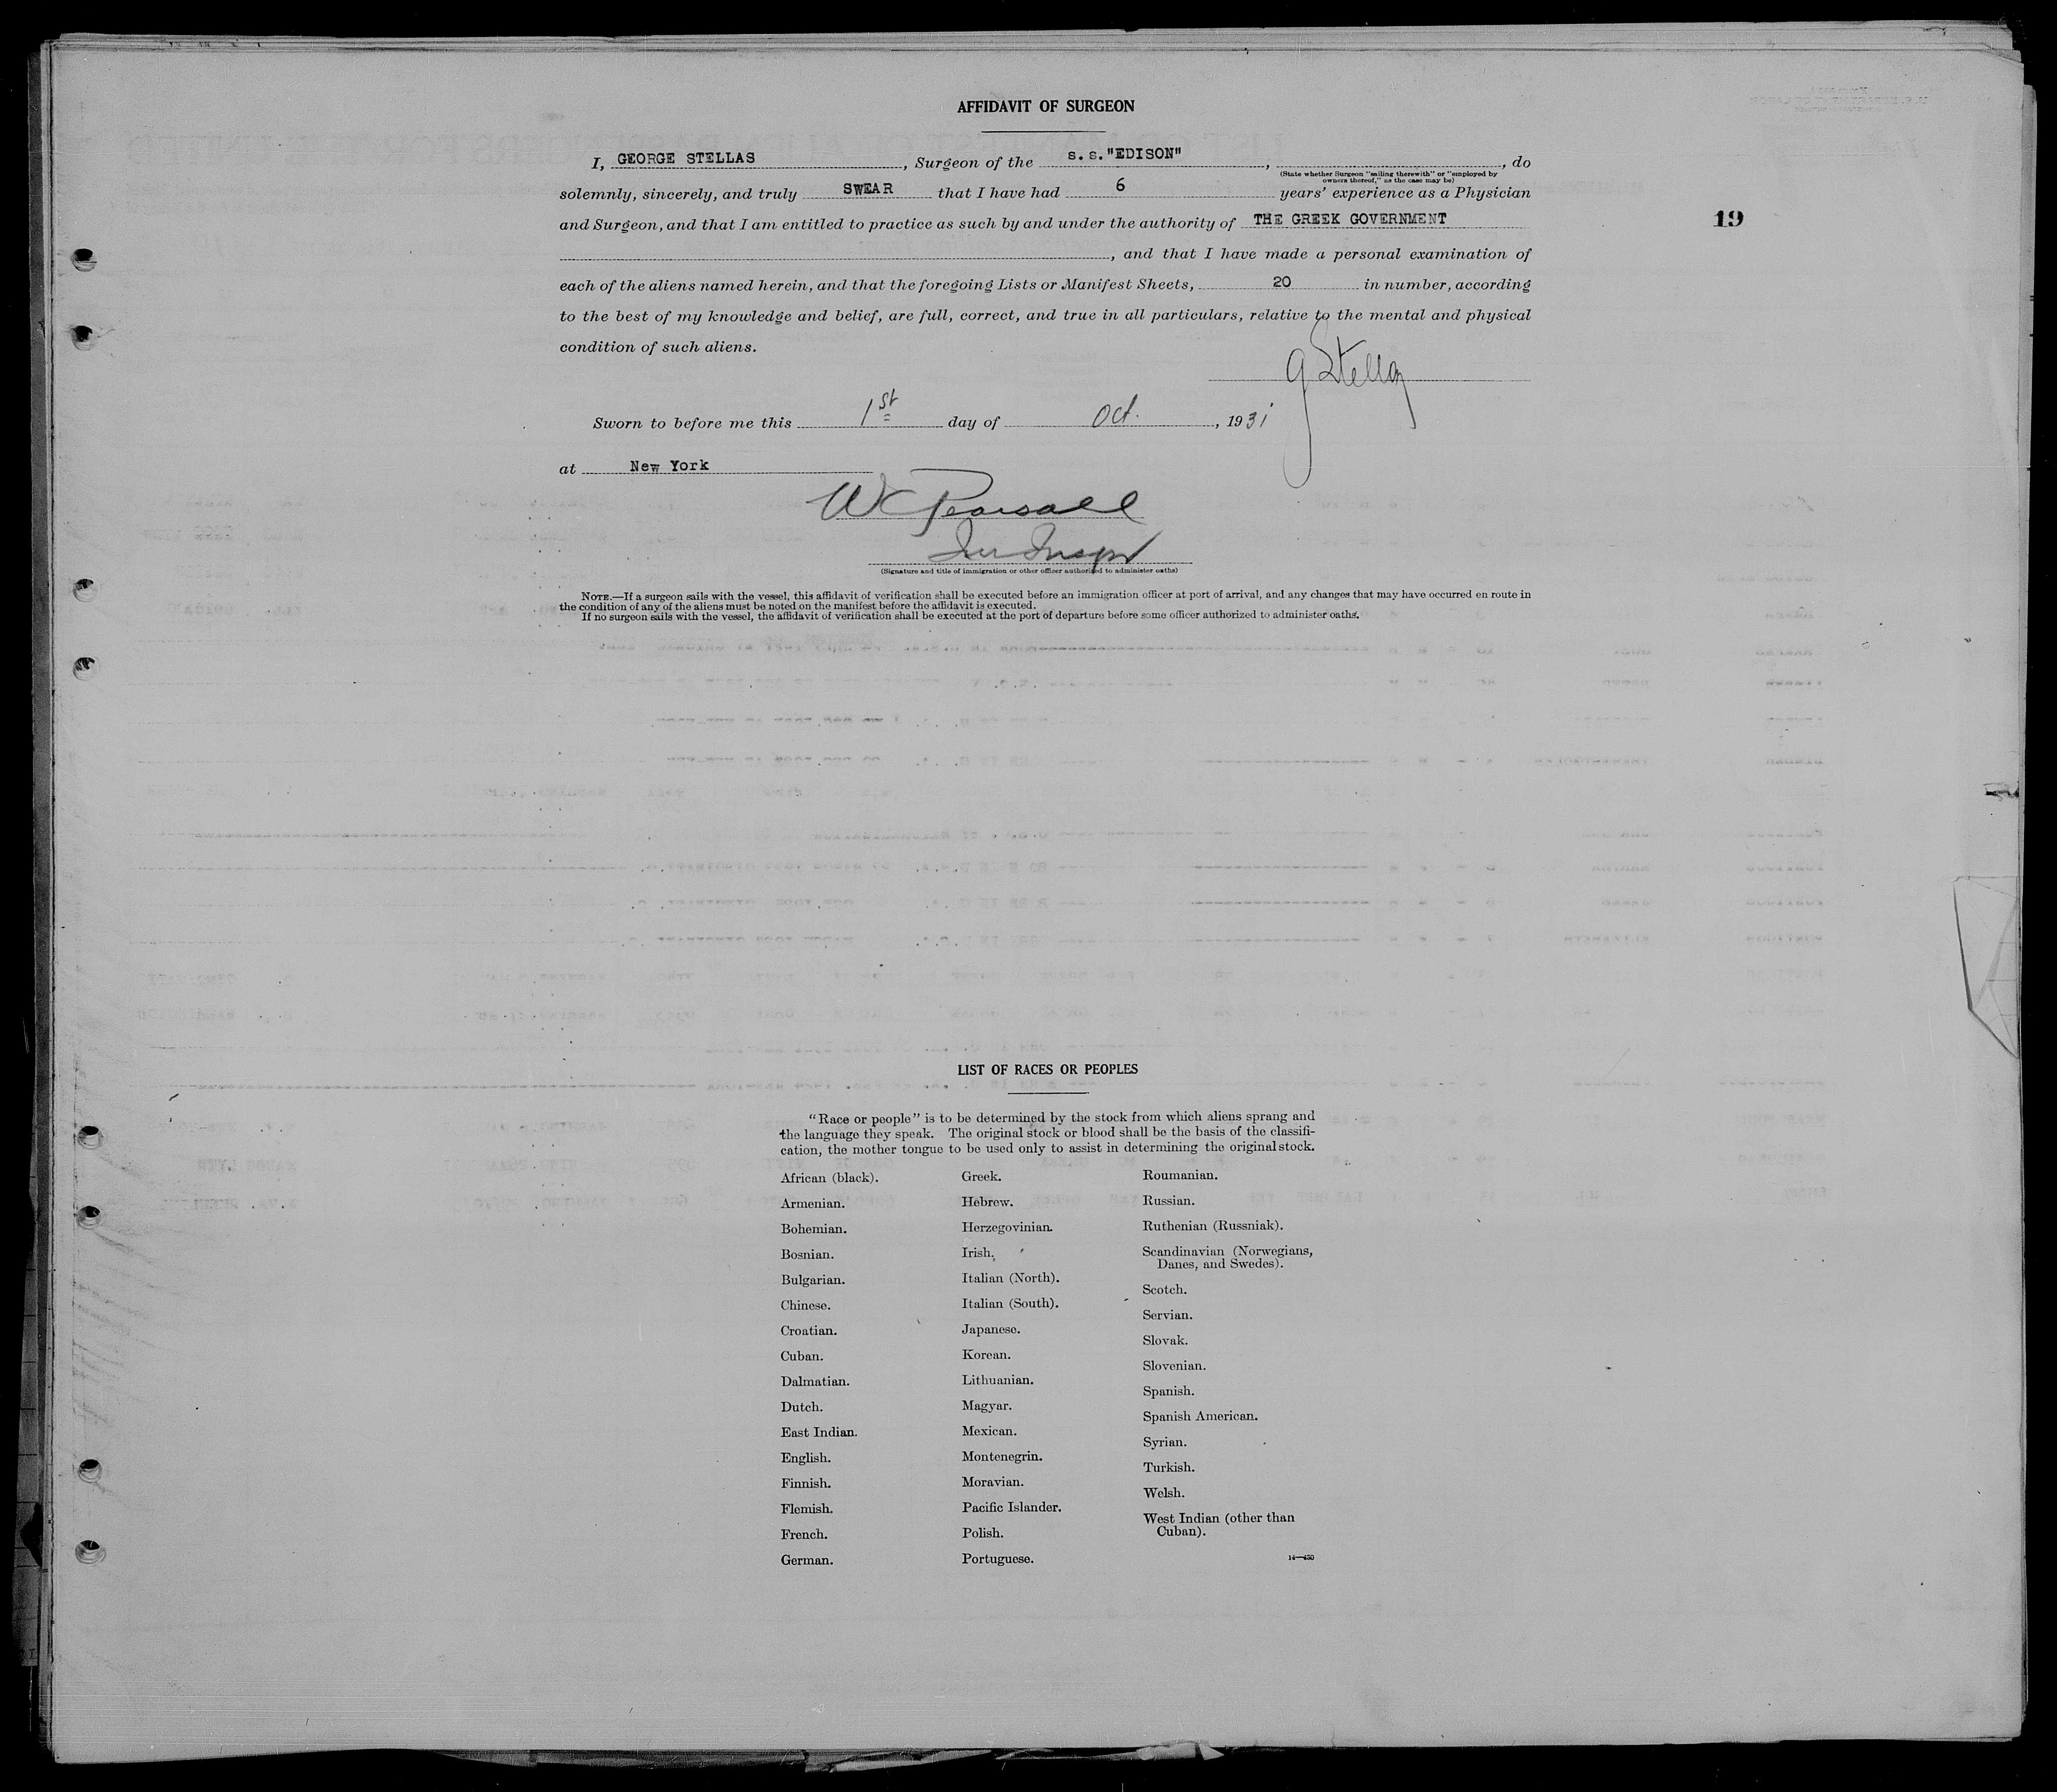 AFFIDAVIT OF SURGEON
I, GEORGE STELLAS, Surgeon of the s.s."EDISON", , do
(State whether Surgeon "sailing therewith" or "employed by
owners thereof," as the case may be)
solemnly, sincerely, and truly SWEAR that I have had 6 years' experience as a Physician
19
and Surgeon, and that I am entitled to practice as such by and under the authority of THE GREEK GOVERNMENT
, and that I have made a personal examination of
each of the aliens named herein, and that the foregoing Lists or Manifest Sheets, 20 in number, according
to the best of my knowledge and belief, are full, correct, and true in all particulars, relative to the mental and physical
condition of such aliens.
G Stellas
Sworn to before me this 1st day of Oct., 1931
at New York
W C Pearsall
Imm Inspr
(Signature and title of immigration or other officer authorized to administer oaths)
NOTE.—If a surgeon sails with the vessel, this affidavit of verification shall be executed before an immigration officer at port of arrival, and any changes that may have occurred en route in
the condition of any of the aliens must be noted on the manifest before the affidavit is executed.
If no surgeon sails with the vessel, the affidavit of verification shall be executed at the port of departure before some officer authorized to administer oaths.
LIST OF RACES OR PEOPLES
"Race or people" is to be determined by the stock from which aliens sprang and
the language they speak. The original stock or blood shall be the basis of the classifi-
cation, the mother tongue to be used only to assist in determining the original stock.
African (black).
Armenian.
Bohemian.
Bosnian.
Bulgarian.
Chinese.
Croatian.
Cuban.
Dalmatian.
Dutch.
East Indian.
English.
Finnish.
Flemish.
French.
German.
Greek.
Hebrew.
Herzegovinian.
Irish.
Italian (North).
Italian (South).
Japanese.
Korean.
Lithuanian.
Magyar.
Mexican.
Montenegrin.
Moravian.
Pacific Islander.
Polish.
Portuguese.
Roumanian.
Russian.
Ruthenian (Russniak).
Scandinavian (Norwegians,
Danes, and Swedes).
Scotch.
Servian.
Slovak.
Slovenian.
Spanish.
Spanish American.
Syrian.
Turkish.
Welsh.
West Indian (other than
Cuban).
14—430